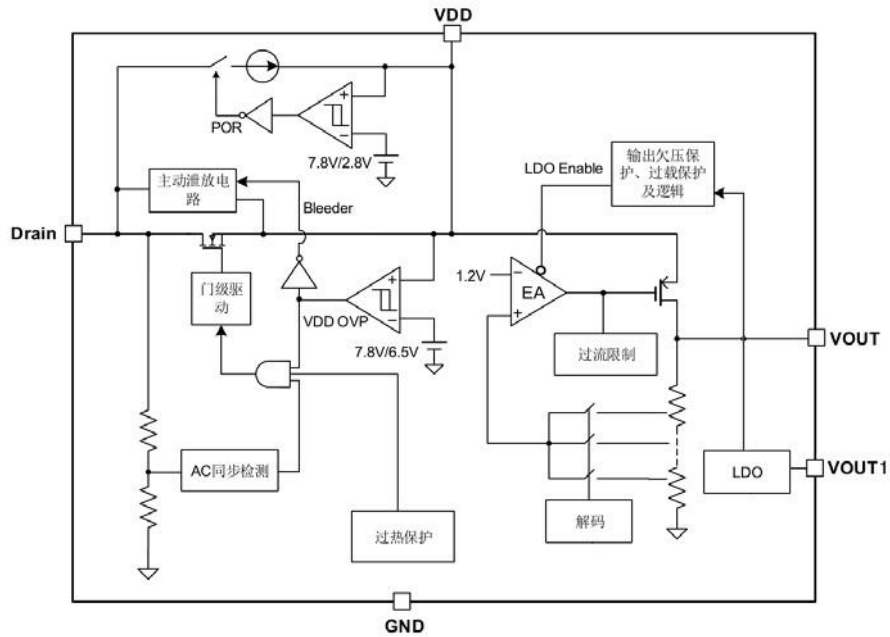 VDD
POR
7.8V/2.8V
主动泄放电
路
Bleeder
LDO Enable
输出欠压保
护、过载保护
及逻辑
Drain
1.2V
EA
门级驱
动
VDD OVP
7.8V/6.5V
过流限制
VOUT
AC同步检测
LDO
VOUT1
过热保护
解码
GND